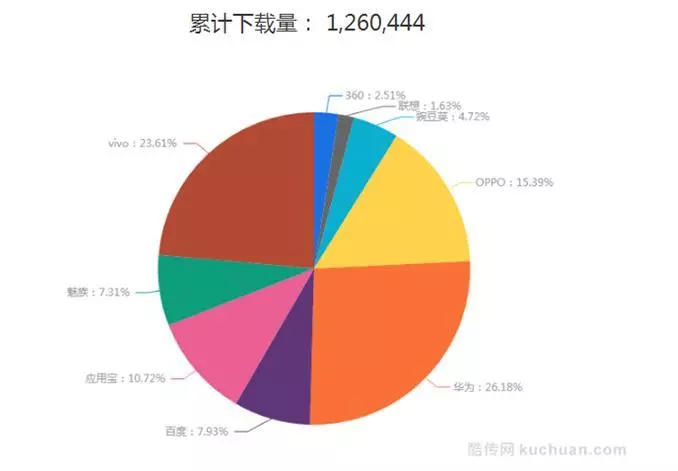 累计下载量： 1,260,444
360：2.51%
联想：1.63%
豌豆荚：4.72%
vivo：23.61%
OPPO：15.39%
魅族：7.31%
应用宝：10.72%
华为：26.18%
百度：7.93%
酷传网 kuchuan.com